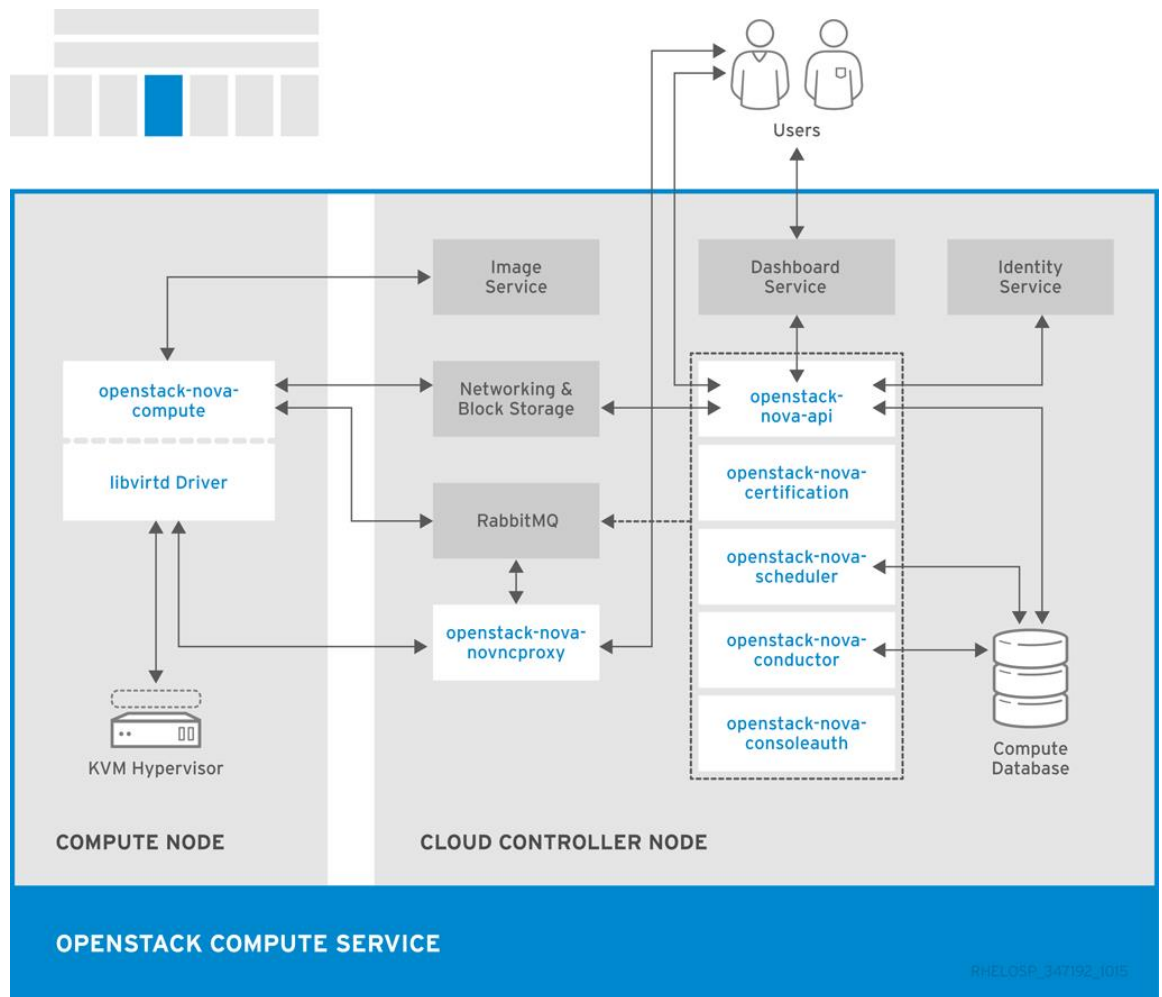 Users
Image
Service
Dashboard
Service
Identity
Service
openstack-nova-
compute
libvirtd Driver
Networking &
Block Storage
openstack-
nova-api
openstack-nova-
certification
RabbitMQ
openstack-nova-
scheduler
openstack-nova-
novncproxy
openstack-nova-
conductor
openstack-nova-
consoleauth
KVM Hypervisor
Compute
Database
COMPUTE NODE
CLOUD CONTROLLER NODE
OPENSTACK COMPUTE SERVICE
RHELOSP_347192_1015